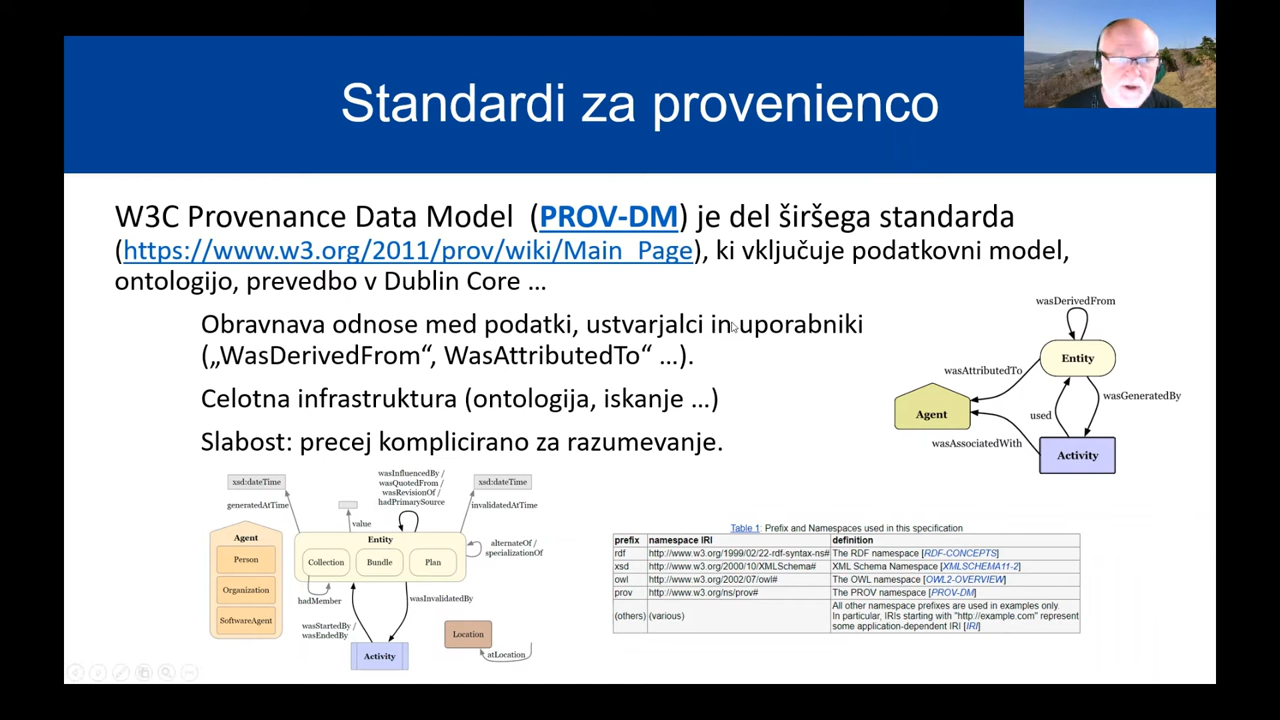 Standardi za provenienco
W3C Provenance Data Model (PROV-DM) je del širšega standarda
(https://www.w3.org/2011/prov/wiki/Main_Page), ki vključuje podatkovni model,
ontologijo, prevedbo v Dublin Core …
Obravnava odnose med podatki, ustvarjalci in uporabniki
(„WasDerivedFrom“, WasAttributedTo“ …).
Celotna infrastruktura (ontologija, iskanje …)
Slabost: precej komplicirano za razumevanje.
wasDerivedFrom
Entity
wasAttributedTo
wasGeneratedBy
Agent
used
wasAssociatedWith
Activity
xsd:dateTime
wasInfluencedBy /
wasQuotedFrom /
wasRevisionOf /
hadPrimarySource
xsd:dateTime
generatedAtTime
value
invalidatedAtTime
Agent
Person
Organization
SoftwareAgent
Entity
Collection
Bundle
Plan
alternateOf /
specializationOf
hadMember
wasInvalidatedBy
wasStartedBy /
wasEndedBy
Activity
Location
atLocation
Table 1: Prefix and Namespaces used in this specification
prefix namespace IRI definition
rdf http://www.w3.org/1999/02/22-rdf-syntax-ns# The RDF namespace [RDF-CONCEPTS]
xsd http://www.w3.org/2000/10/XMLSchema# XML Schema Namespace [XMLSCHEMA11-2]
owl http://www.w3.org/2002/07/owl# The OWL namespace [OWL2-OVERVIEW]
prov http://www.w3.org/ns/prov# The PROV namespace [PROV-DM]
(others) (various) All other namespace prefixes are used in examples only.
In particular, IRIs starting with "http://example.com" represent
some application-dependent IRI [IRI]